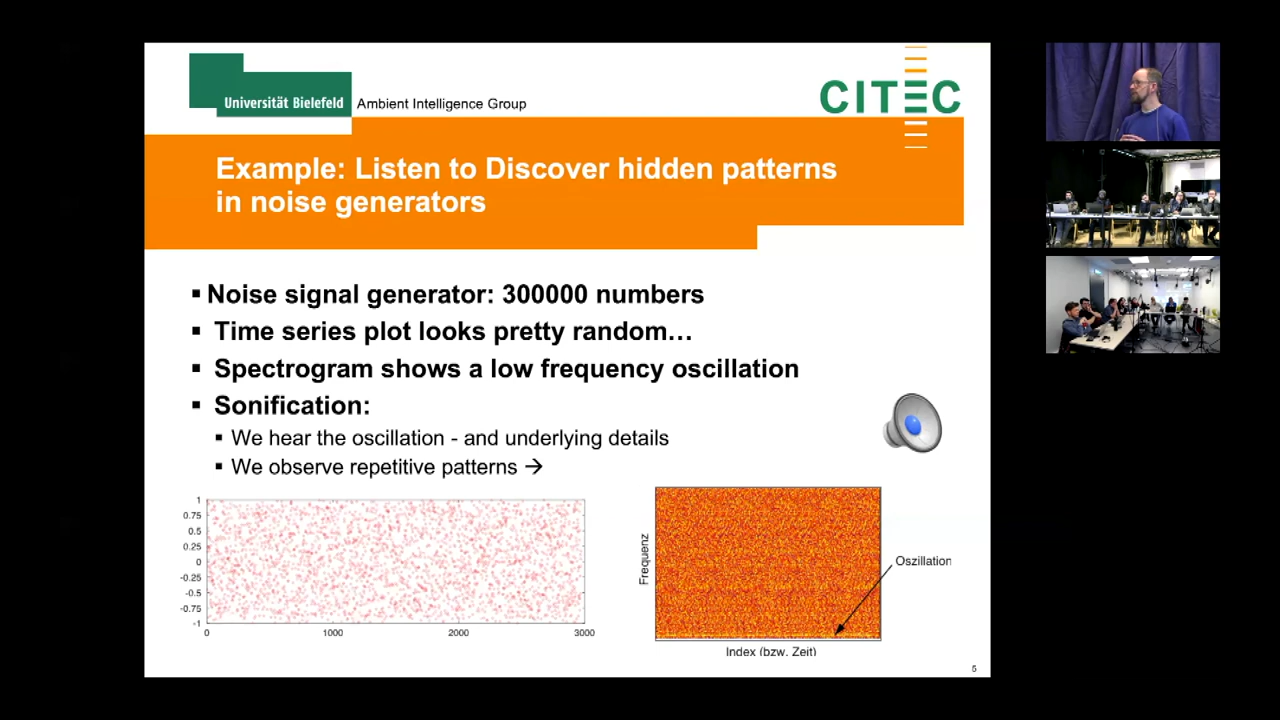 Universität Bielefeld
Ambient Intelligence Group
CITEC
Example: Listen to Discover hidden patterns
in noise generators
▪ Noise signal generator: 300000 numbers
▪ Time series plot looks pretty random…
▪ Spectrogram shows a low frequency oscillation
▪ Sonification:
▪ We hear the oscillation - and underlying details
▪ We observe repetitive patterns →
1
0.75
0.5
0.25
0
-0.25
-0.5
-0.75
-1
0 1000 2000 3000
Frequenz
Oszillation
Index (bzw. Zeit)
5